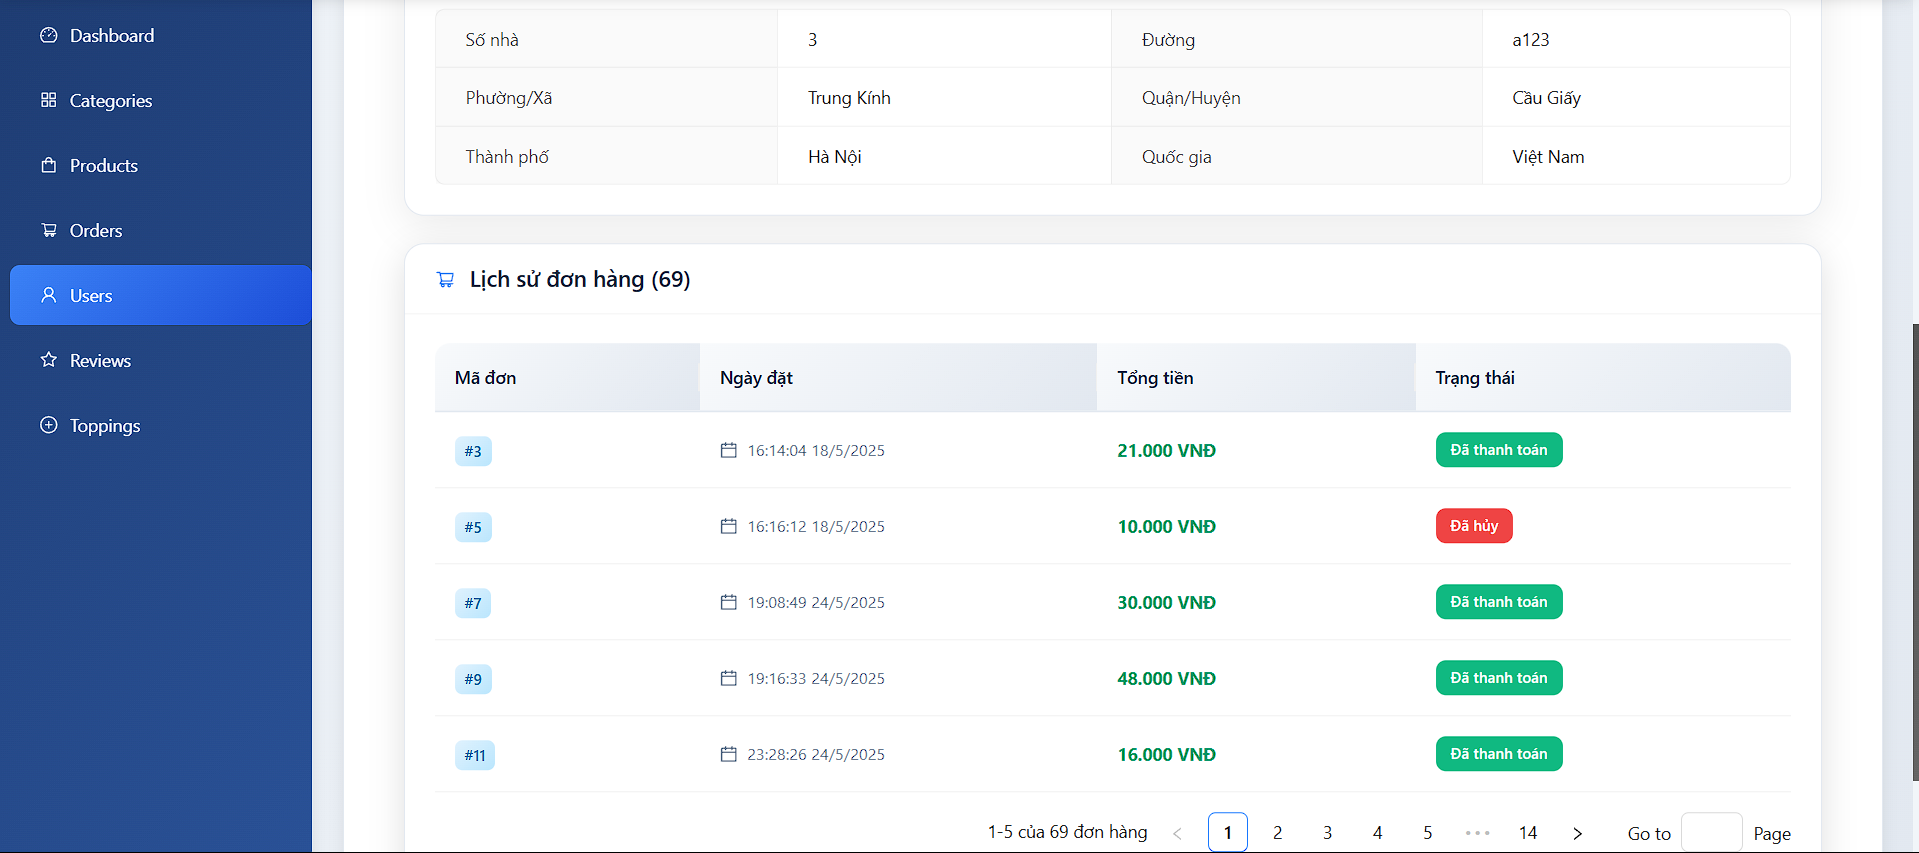 Dashboard
Categories
Products
Orders
Users
Reviews
Toppings
Số nhà 3 Đường a123
Phường/Xã Trung Kính Quận/Huyện Cầu Giấy
Thành phố Hà Nội Quốc gia Việt Nam
Lịch sử đơn hàng (69)
Mã đơn Ngày đặt Tổng tiền Trạng thái
#3 16:14:04 18/5/2025 21.000 VNĐ Đã thanh toán
#5 16:16:12 18/5/2025 10.000 VNĐ Đã hủy
#7 19:08:49 24/5/2025 30.000 VNĐ Đã thanh toán
#9 19:16:33 24/5/2025 48.000 VNĐ Đã thanh toán
#11 23:28:26 24/5/2025 16.000 VNĐ Đã thanh toán
1-5 của 69 đơn hàng < 1 2 3 4 5 ••• 14 > Go to Page